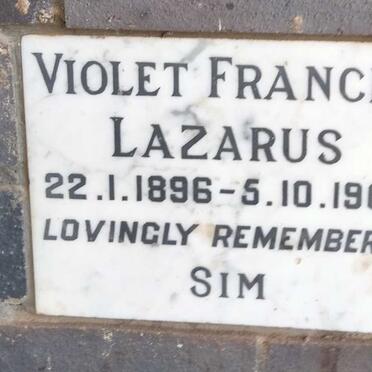 VIOLET FRANC
LAZARUS
22.1.1896-5.10.19
LOVINGLY REMEMBER
SIM